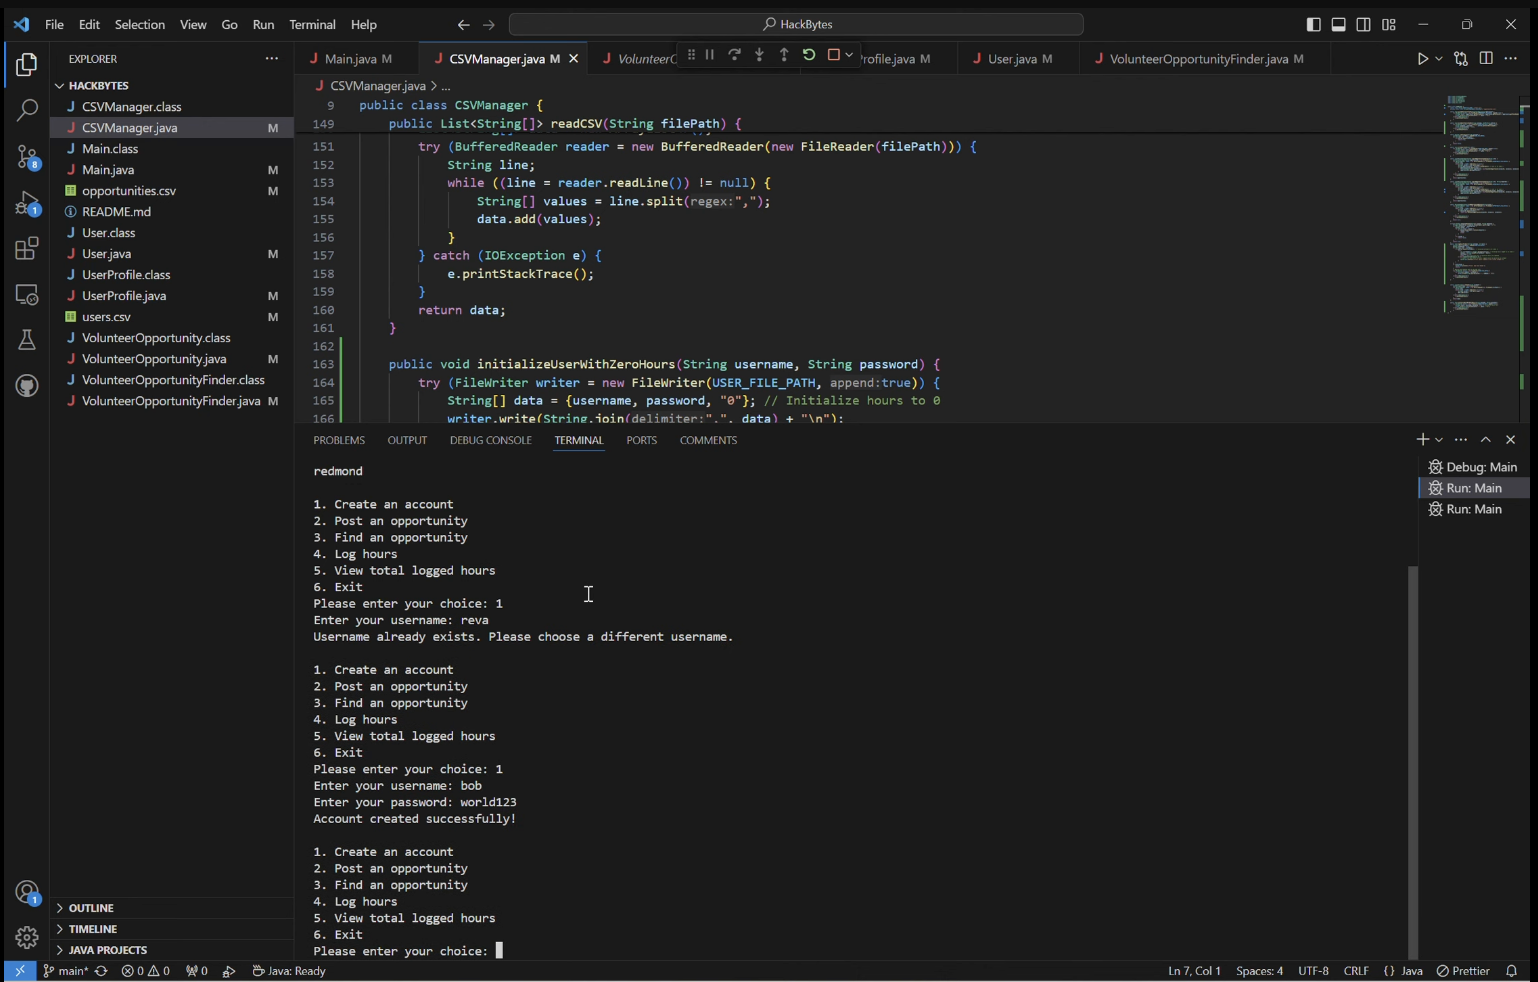 File Edit Selection View Go Run Terminal Help
HackBytes
EXPLORER
HACKBYTES
CSVManager.class
CSVManager.java M
Main.class
Main.java M
opportunities.csv M
README.md
User.class
User.java M
UserProfile.class
UserProfile.java M
users.csv M
VolunteerOpportunity.class
VolunteerOpportunity.java M
VolunteerOpportunityFinder.class
VolunteerOpportunityFinder.java M
OUTLINE
TIMELINE
JAVA PROJECTS
8
1
1
Main.java M
CSVManager.java M
rofile.java M
User.java M
VolunteerOpportunityFinder.java M
CSVManager.java > ...
9 public class CSVManager {
149 public List<String[]> readCSV(String filePath) {
151 try (BufferedReader reader = new BufferedReader(new FileReader(filePath))) {
152 String line;
153 while ((line = reader.readLine()) != null) {
154 String[] values = line.split(regex:",");
155 data.add(values);
156 }
157 } catch (IOException e) {
158 e.printStackTrace();
159 }
160 return data;
161 }
162
163 public void initializeUserWithZeroHours(String username, String password) {
164 try (FileWriter writer = new FileWriter(USER_FILE_PATH, append:true)) {
165 String[] data = {username, password, "0"}; // Initialize hours to 0
166 writer.write(String.join(delimiter:",", data) + "\n");
PROBLEMS OUTPUT DEBUG CONSOLE TERMINAL PORTS COMMENTS
Debug: Main
Run: Main
Run: Main
redmond
1. Create an account
2. Post an opportunity
3. Find an opportunity
4. Log hours
5. View total logged hours
6. Exit
Please enter your choice: 1
Enter your username: reva
Username already exists. Please choose a different username.
1. Create an account
2. Post an opportunity
3. Find an opportunity
4. Log hours
5. View total logged hours
6. Exit
Please enter your choice: 1
Enter your username: bob
Enter your password: world123
Account created successfully!
1. Create an account
2. Post an opportunity
3. Find an opportunity
4. Log hours
5. View total logged hours
6. Exit
Please enter your choice:
main* 0 0 0 Java: Ready
Ln 7, Col 1 Spaces: 4 UTF-8 CRLF {} Java Prettier